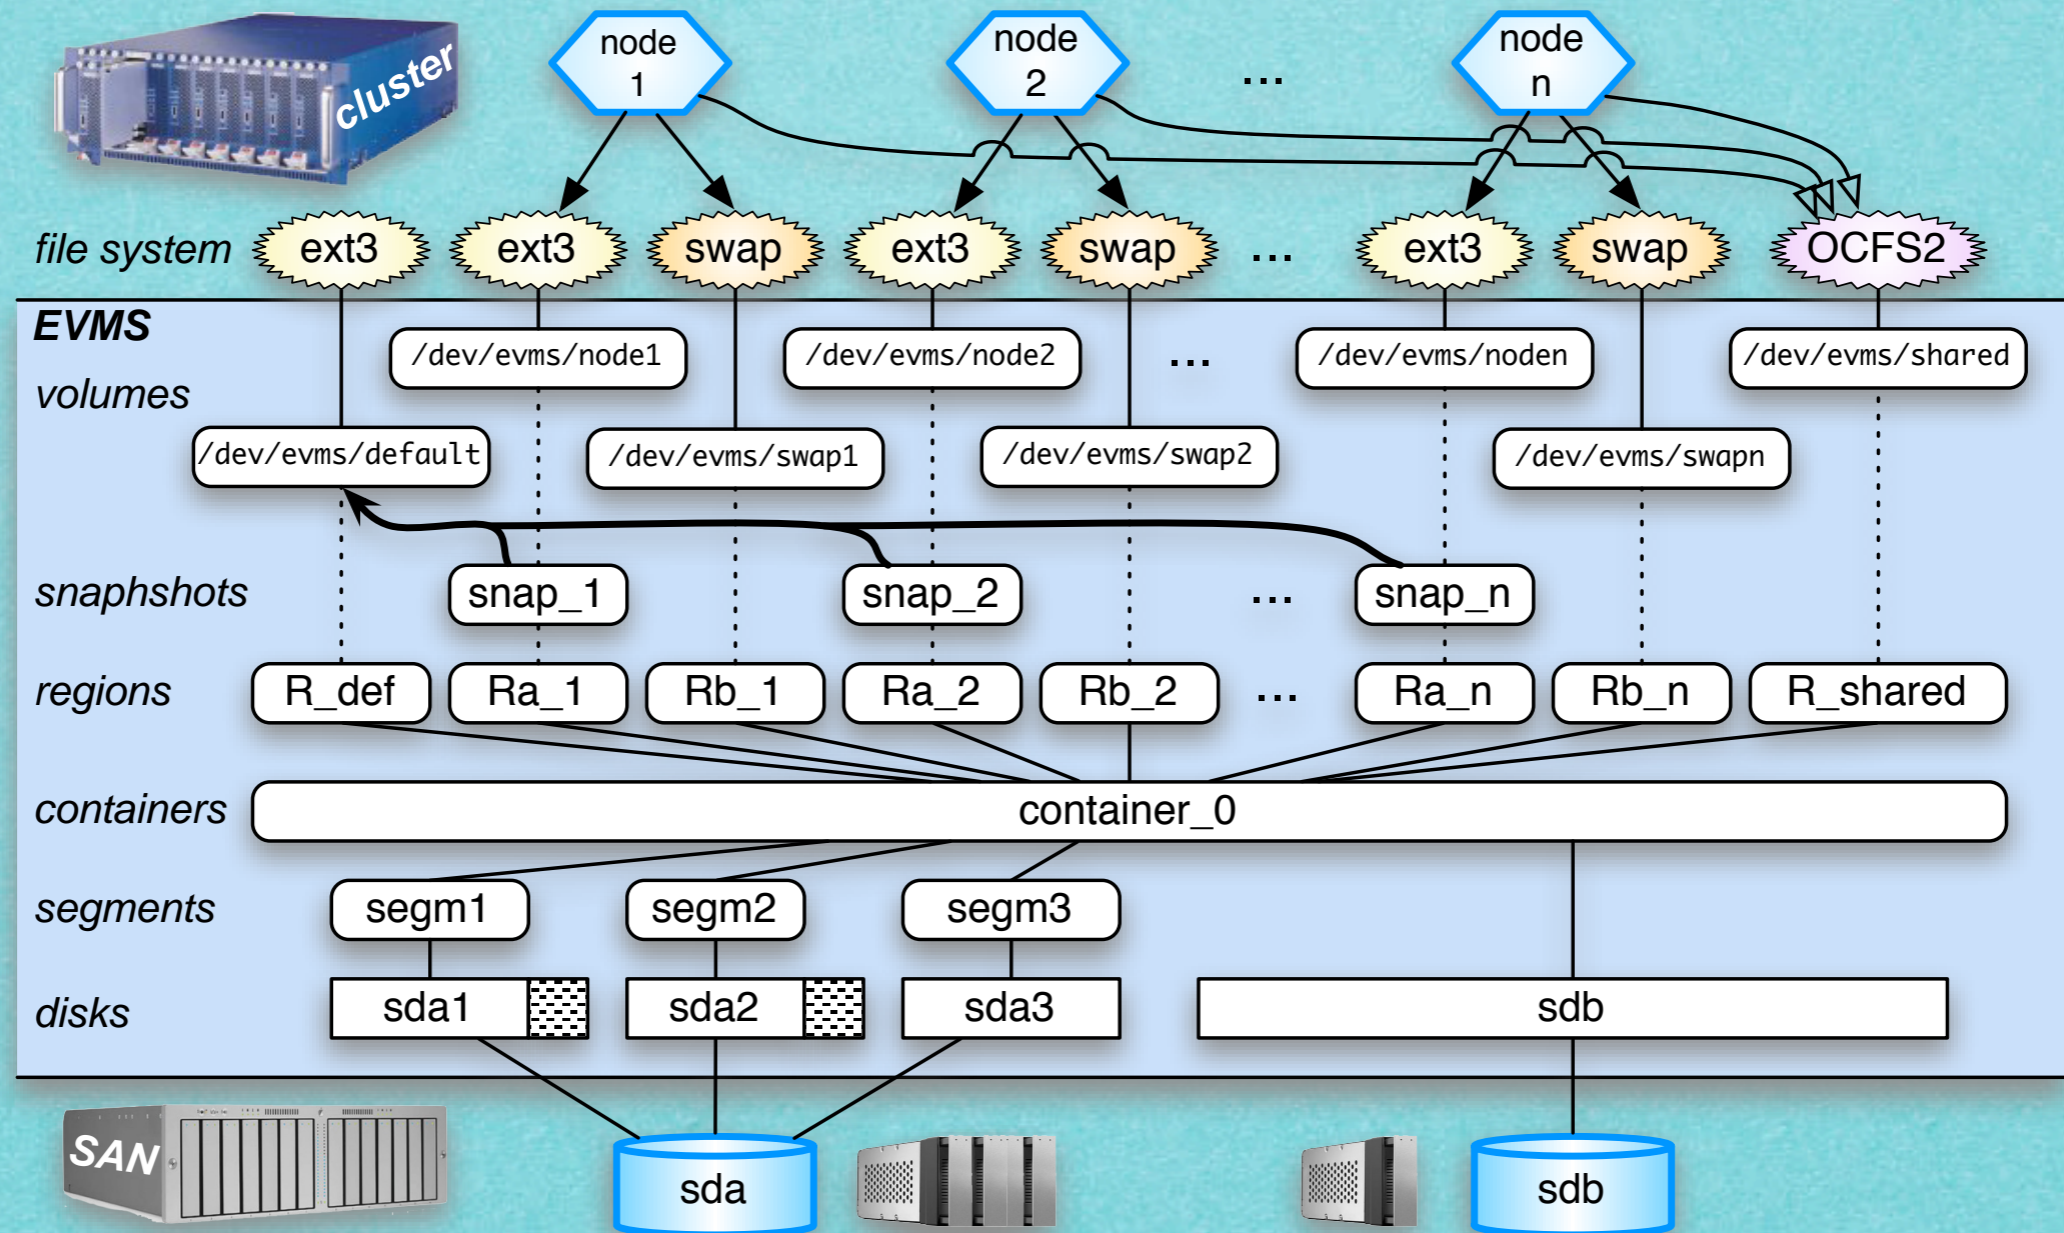 cluster
node
1
node
2
...
node
n
file system
ext3
ext3
swap
ext3
swap
...
ext3
swap
OCFS2
EVMS
volumes
/dev/evms/node1
/dev/evms/node2
...
/dev/evms/noden
/dev/evms/shared
/dev/evms/default
/dev/evms/swap1
/dev/evms/swap2
/dev/evms/swapn
snaphshots
snap_1
snap_2
...
snap_n
regions
R_def
Ra_1
Rb_1
Ra_2
Rb_2
...
Ra_n
Rb_n
R_shared
containers
container_0
segments
segm1
segm2
segm3
disks
sda1
sda2
sda3
sdb
SAN
sda
sdb